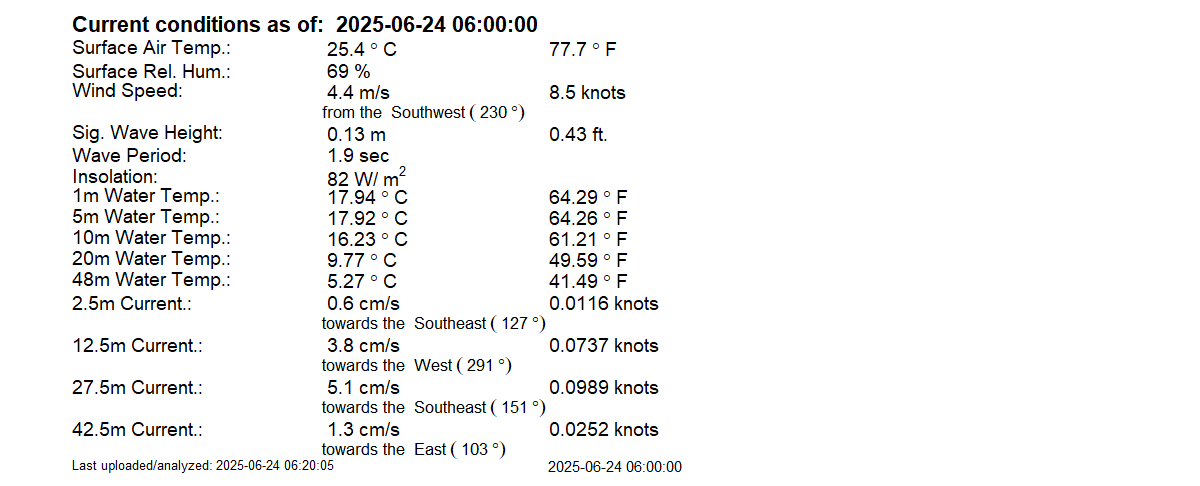 Current conditions as of: 2025-06-24 06:00:00
Surface Air Temp.: 25.4 ° C 77.7 ° F
Surface Rel. Hum.: 69 %
Wind Speed: 4.4 m/s 8.5 knots
from the Southwest ( 230 °)
Sig. Wave Height: 0.13 m 0.43 ft.
Wave Period: 1.9 sec
Insolation: 82 W/ m²
1m Water Temp.: 17.94 ° C 64.29 ° F
5m Water Temp.: 17.92 ° C 64.26 ° F
10m Water Temp.: 16.23 ° C 61.21 ° F
20m Water Temp.: 9.77 ° C 49.59 ° F
48m Water Temp.: 5.27 ° C 41.49 ° F
2.5m Current.: 0.6 cm/s 0.0116 knots
towards the Southeast ( 127 °)
12.5m Current.: 3.8 cm/s 0.0737 knots
towards the West ( 291 °)
27.5m Current.: 5.1 cm/s 0.0989 knots
towards the Southeast ( 151 °)
42.5m Current.: 1.3 cm/s 0.0252 knots
towards the East ( 103 °)
Last uploaded/analyzed: 2025-06-24 06:20:05 2025-06-24 06:00:00